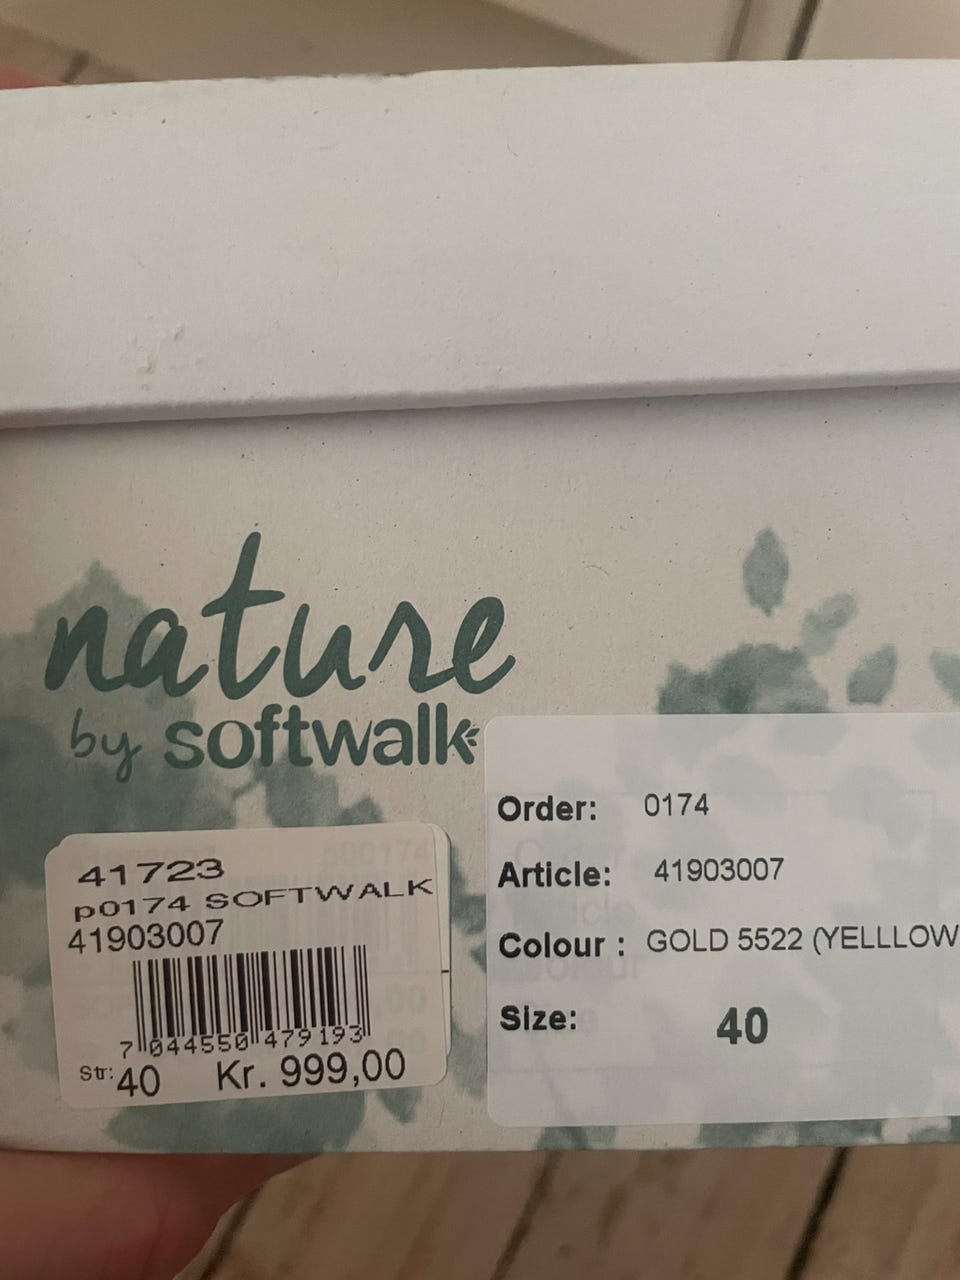 nature
by softwalk
41723
p0174 SOFTWALK
41903007
7 044550 479193
Str: 40 Kr. 999,00
Order: 0174
Article: 41903007
Colour : GOLD 5522 (YELLLOW
Size: 40